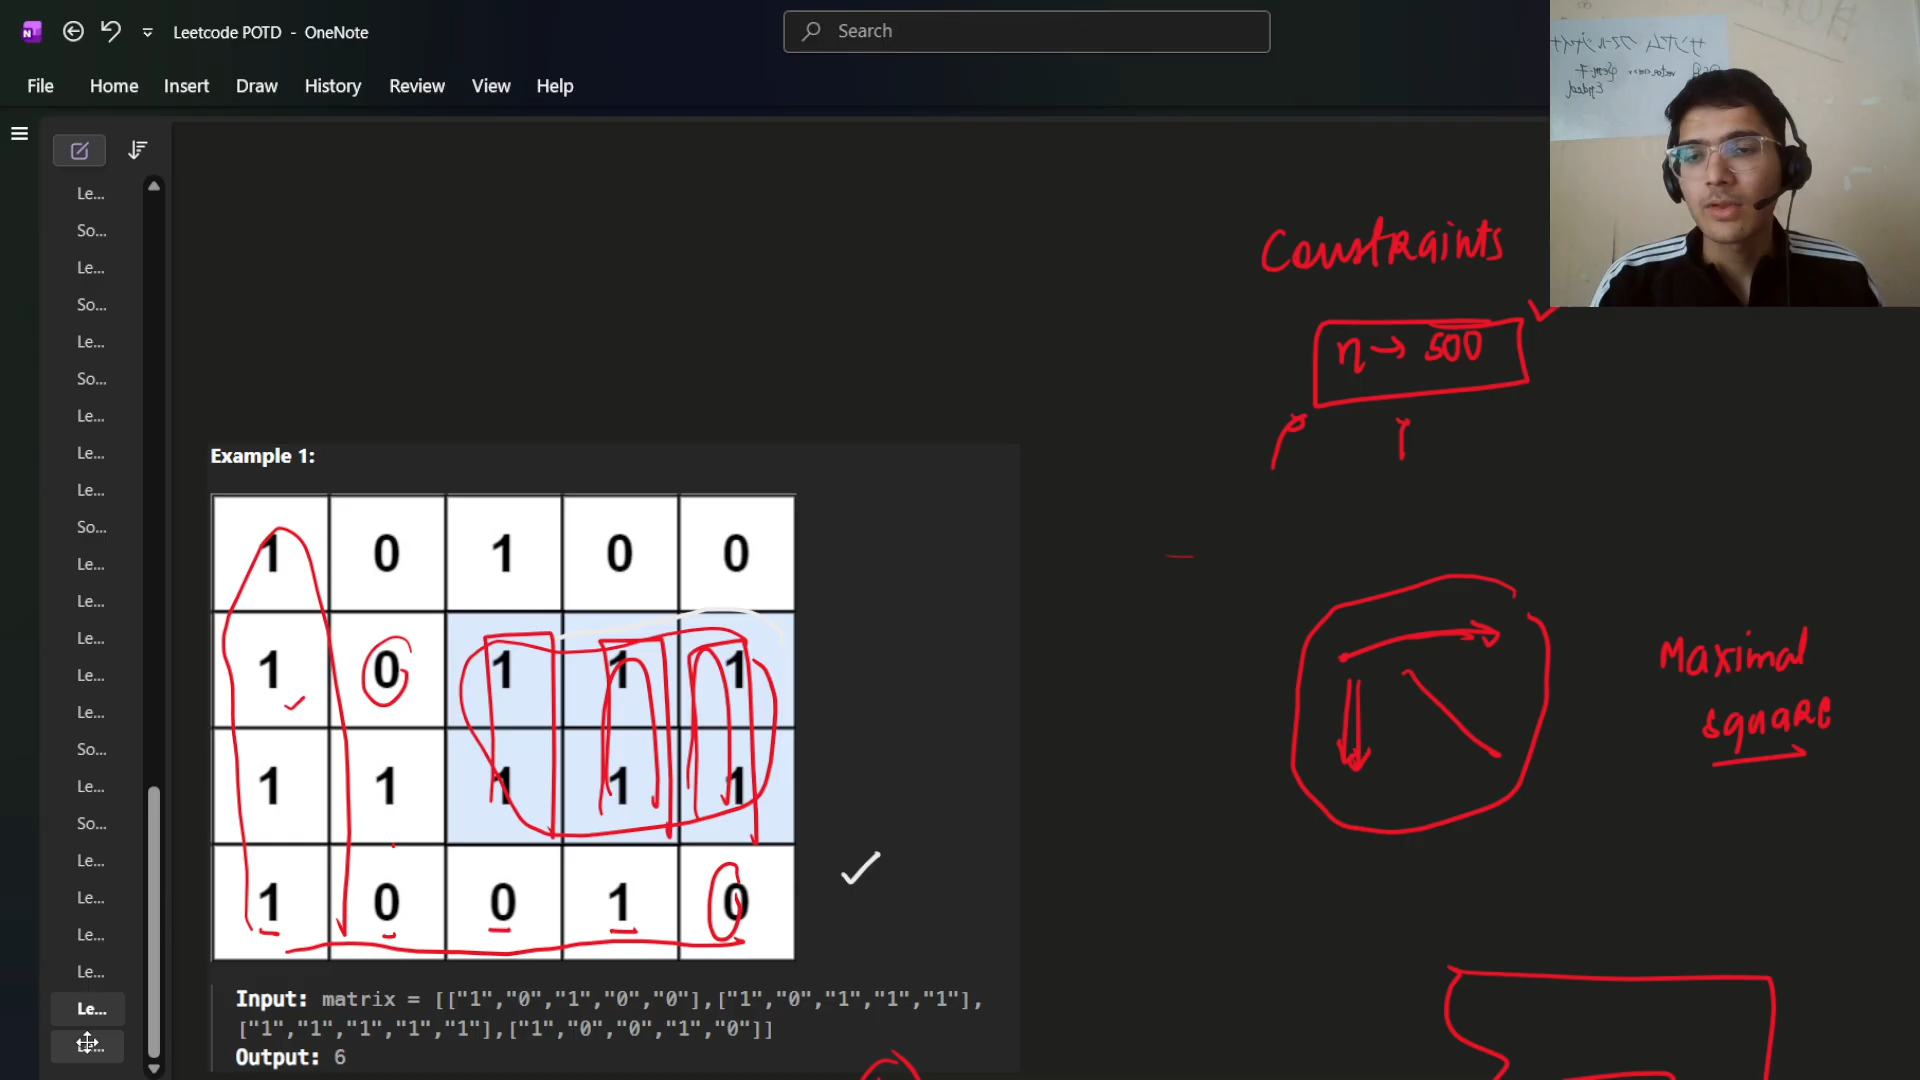 Leetcode POTD - OneNote
Search
File Home Insert Draw History Review View Help
Le...
So...
Le...
So...
Le...
So...
Le...
Le...
Le...
So...
Le...
Le...
Le...
Le...
Le...
So...
Le...
So...
Le...
Le...
Le...
Le...
Le...
Constraints
n → 500
Example 1:
1 0 1 0 0
1 0 1 1 1
1 1 1 1 1
1 0 0 1 0
Maximal
square
Input: matrix = [["1","0","1","0","0"],["1","0","1","1","1"],
["1","1","1","1","1"],["1","0","0","1","0"]]
Output: 6